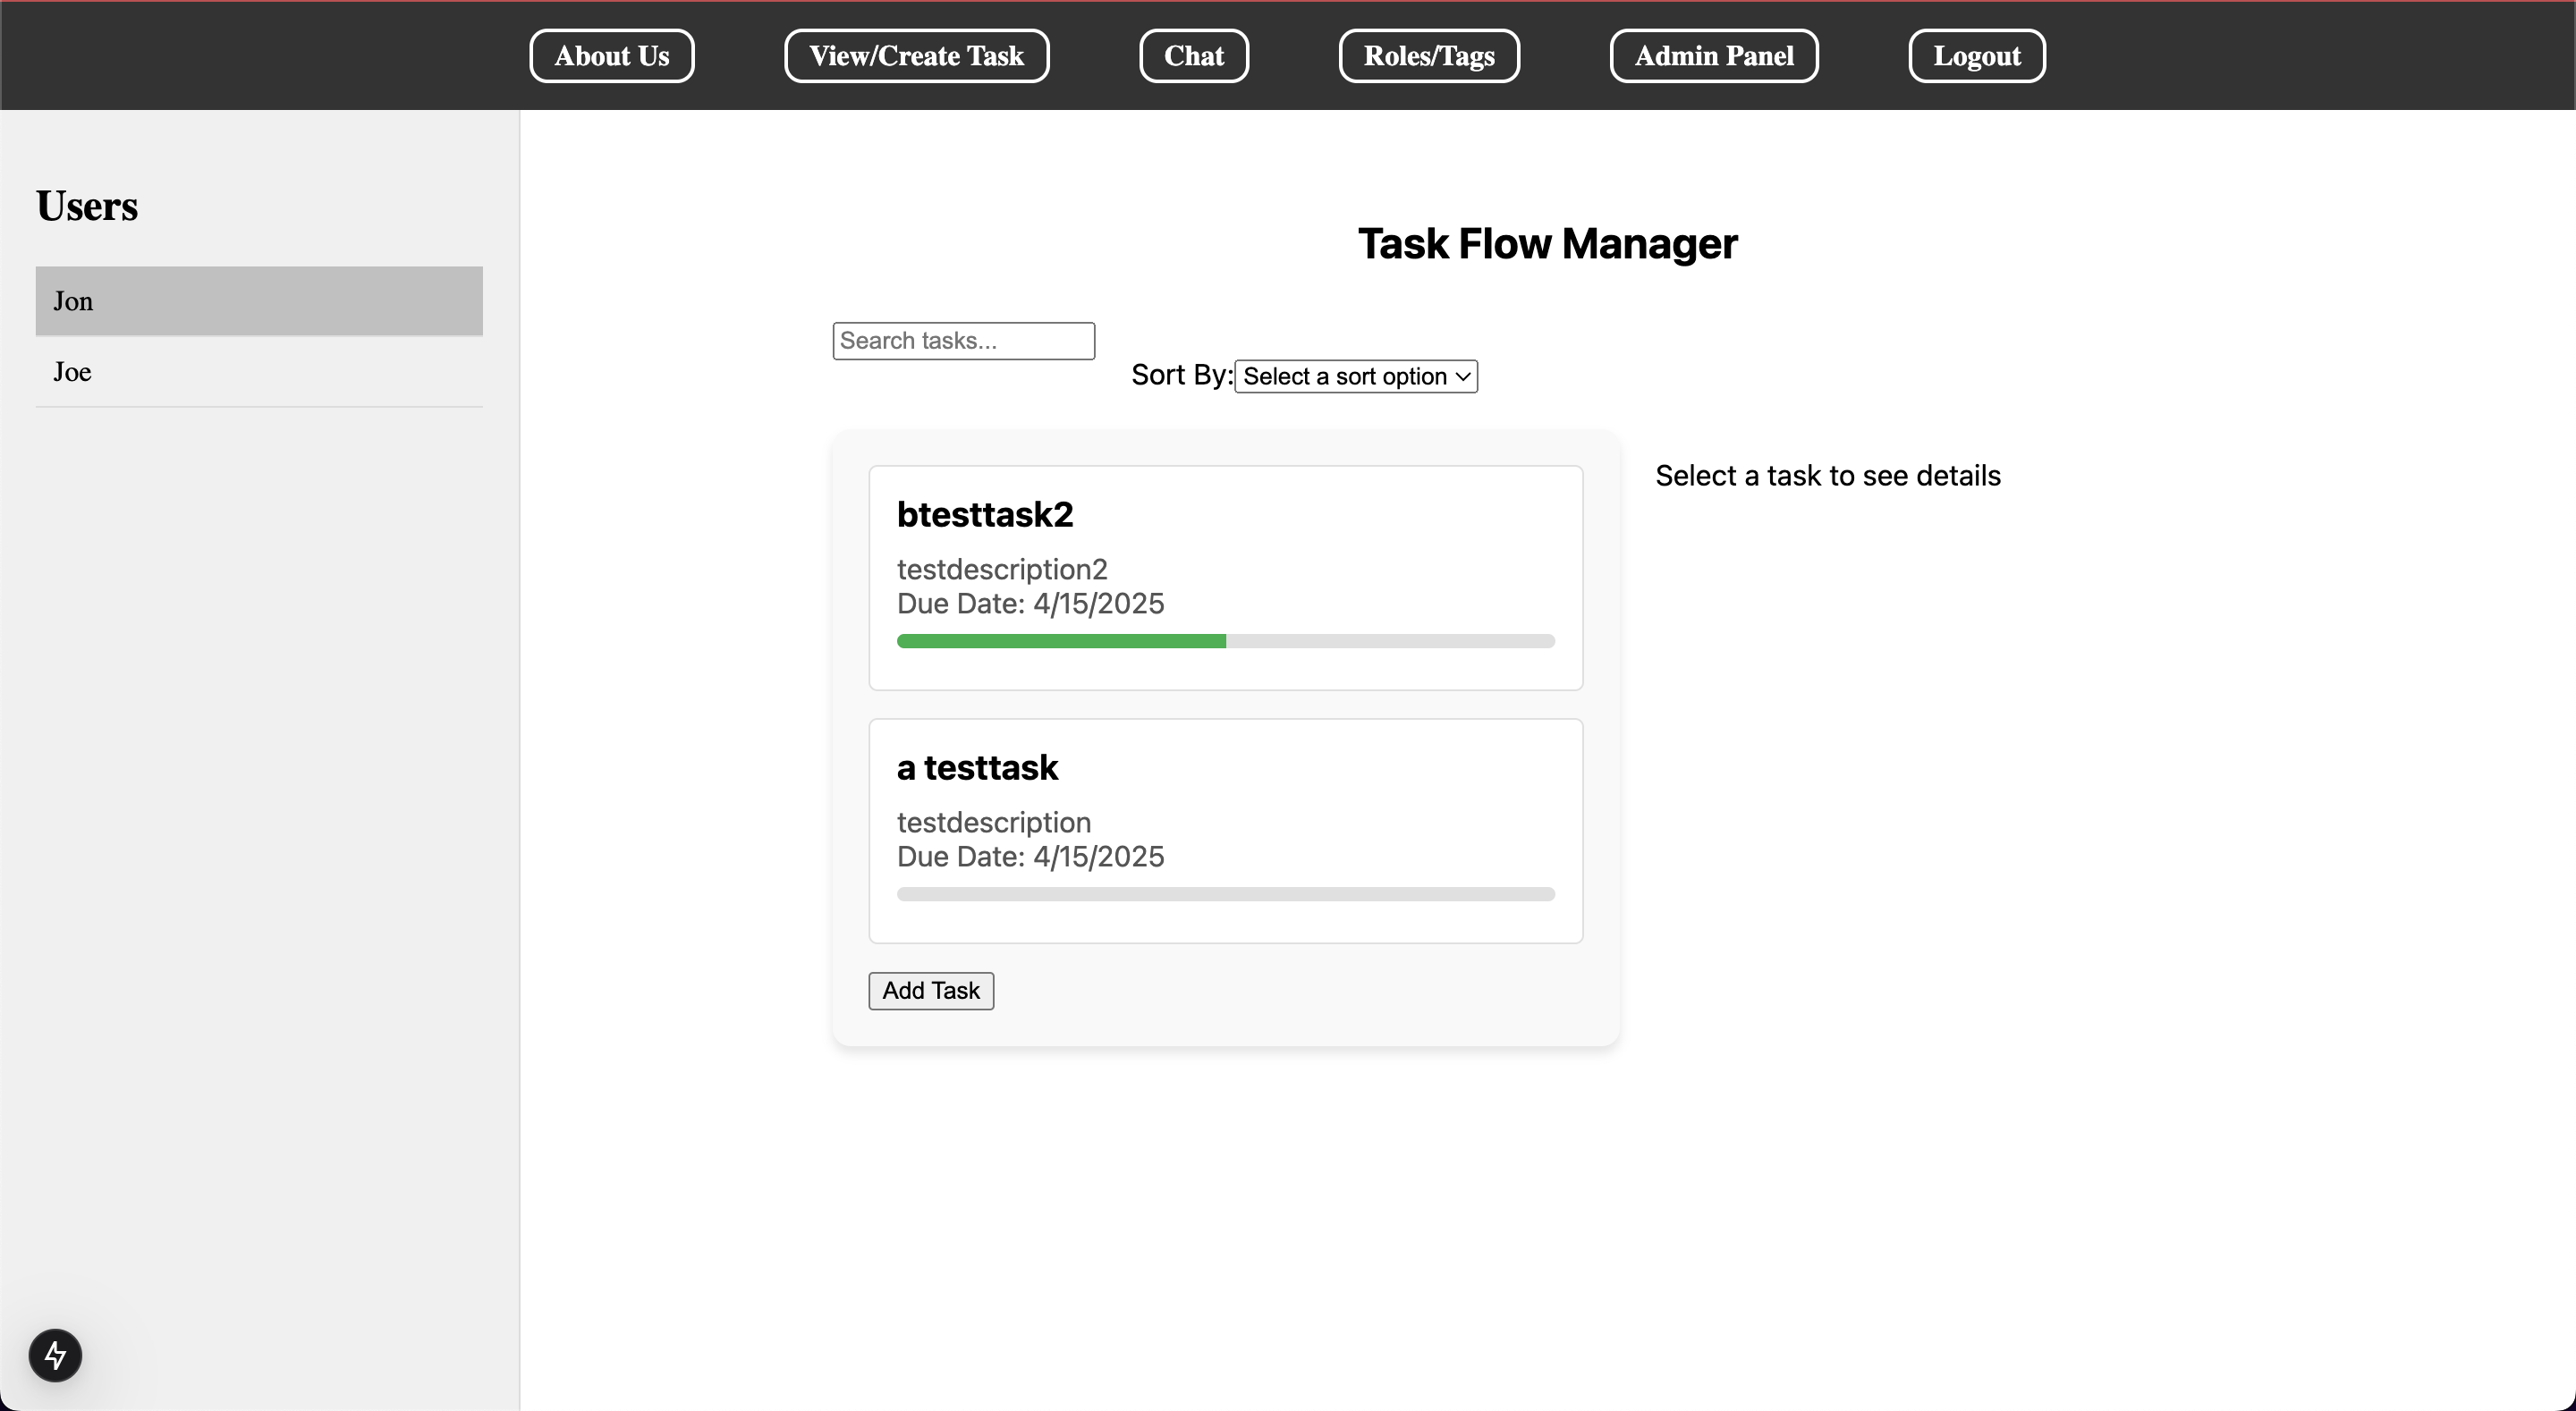 About Us
View/Create Task
Chat
Roles/Tags
Admin Panel
Logout
Users
Jon
Joe
Task Flow Manager
Search tasks...
Sort By: Select a sort option
btesttask2
testdescription2
Due Date: 4/15/2025
a testtask
testdescription
Due Date: 4/15/2025
Add Task
Select a task to see details